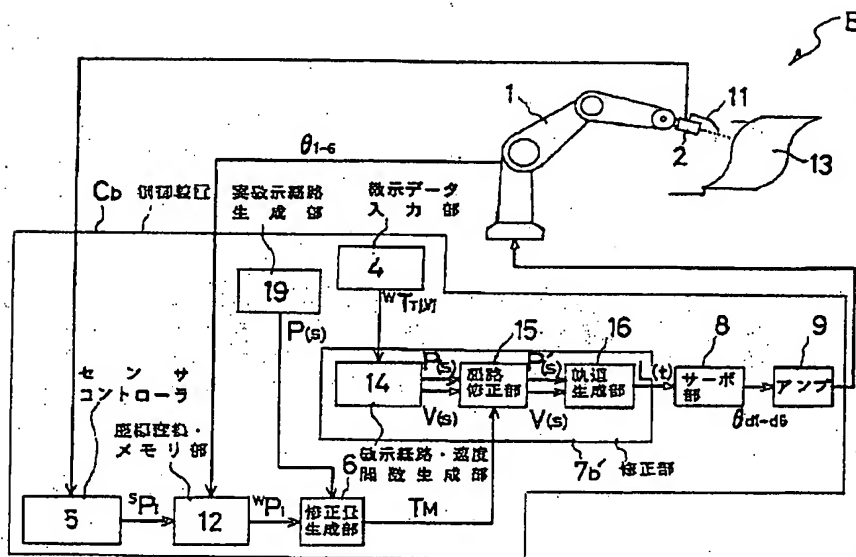 E
1
11
2
13
θ1-6
Cb 制御装置
実教示経路
生成部
教示データ
入力部
4
19
P(s)
15
16
8
9
14
P(s)
V(s)
経路
修正部
P'(s)
V(s)
軌道
生成部
L(t)
サーボ
部
θd1-d6
アンプ
センサ
コントローラ
座標変換・
メモリ部
教示経路・速度
関数生成部
7b'
修正部
5
SPi
12
WPi
6
修正量
生成部
TM